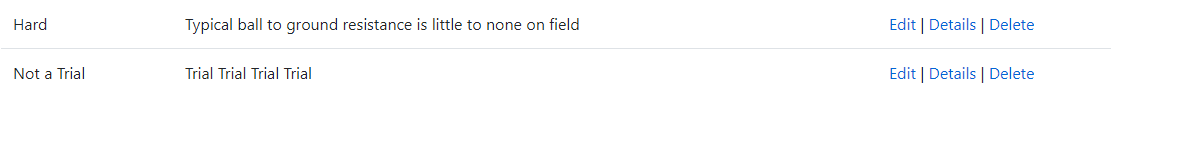 Hard Typical ball to ground resistance is little to none on field Edit | Details | Delete
Not a Trial Trial Trial Trial Trial Edit | Details | Delete